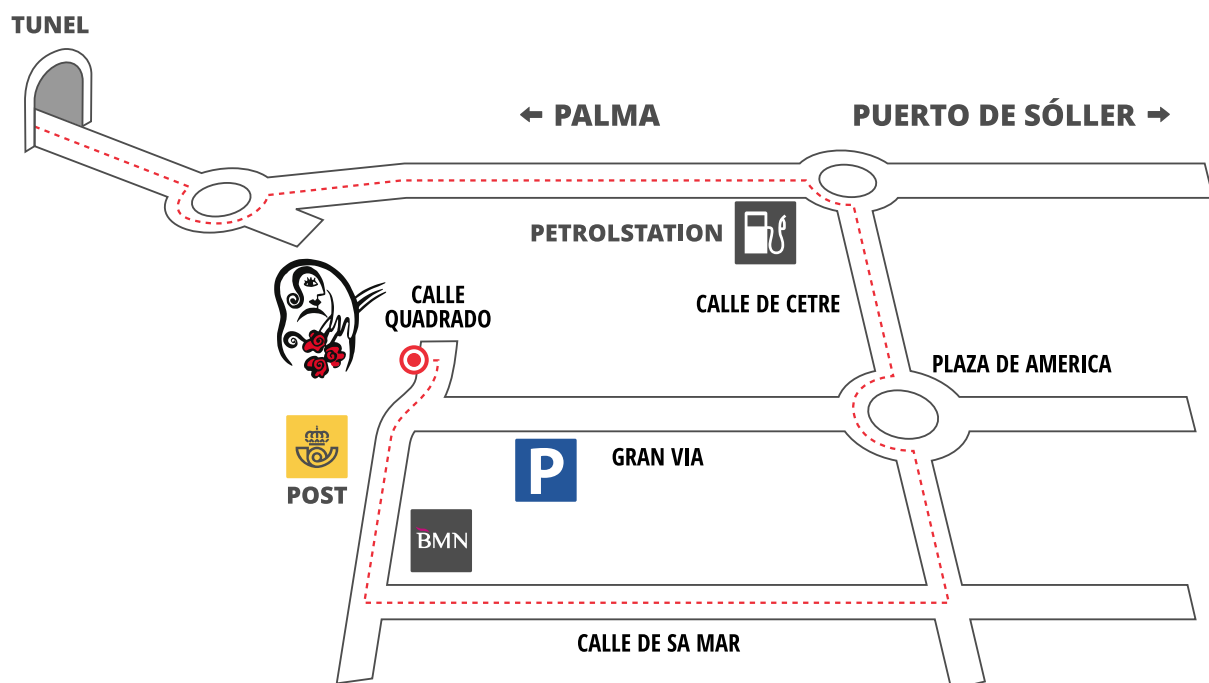 TUNEL
← PALMA
PUERTO DE SÓLLER →
PETROLSTATION
CALLE
QUADRADO
CALLE DE CETRE
PLAZA DE AMERICA
GRAN VIA
P
POST
BMN
CALLE DE SA MAR